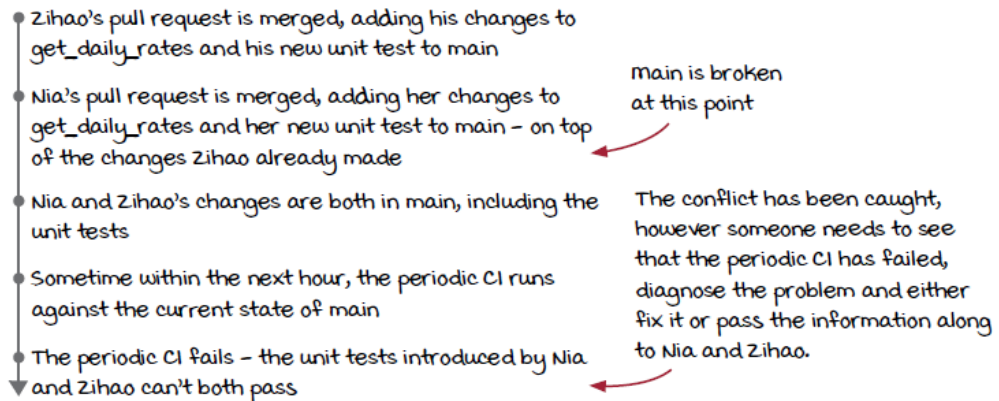 Zihao's pull request is merged, adding his changes to
get_daily_rates and his new unit test to main
Nia's pull request is merged, adding her changes to
get_daily_rates and her new unit test to main – on top
of the changes Zihao already made
main is broken
at this point
Nia and Zihao's changes are both in main, including the
unit tests
Sometime within the next hour, the periodic CI runs
against the current state of main
The periodic CI fails – the unit tests introduced by Nia
and Zihao can't both pass
The conflict has been caught,
however someone needs to see
that the periodic CI has failed,
diagnose the problem and either
fix it or pass the information along
to Nia and Zihao.